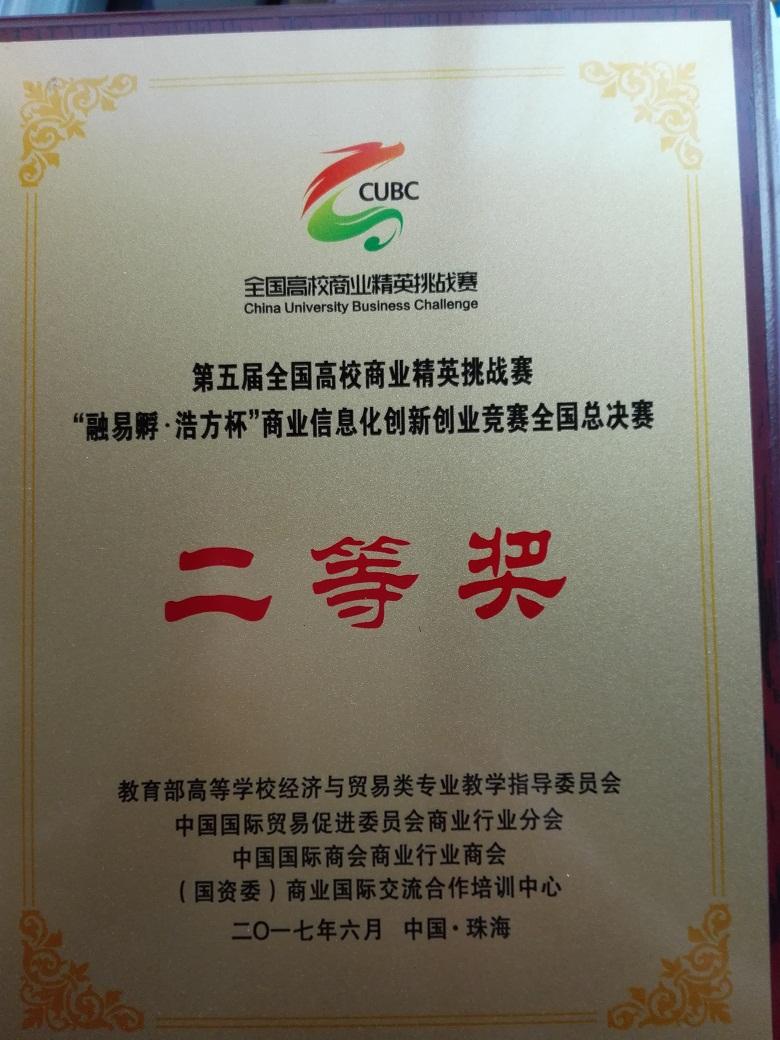 CUBC
全国高校商业精英挑战赛
China University Business Challenge
第五届全国高校商业精英挑战赛
“融易孵·浩方杯”商业信息化创新创业竞赛全国总决赛
二等奖
教育部高等学校经济与贸易类专业教学指导委员会
中国国际贸易促进委员会商业行业分会
中国国际商会商业行业商会
（国资委）商业国际交流合作培训中心
二〇一七年六月 中国·珠海